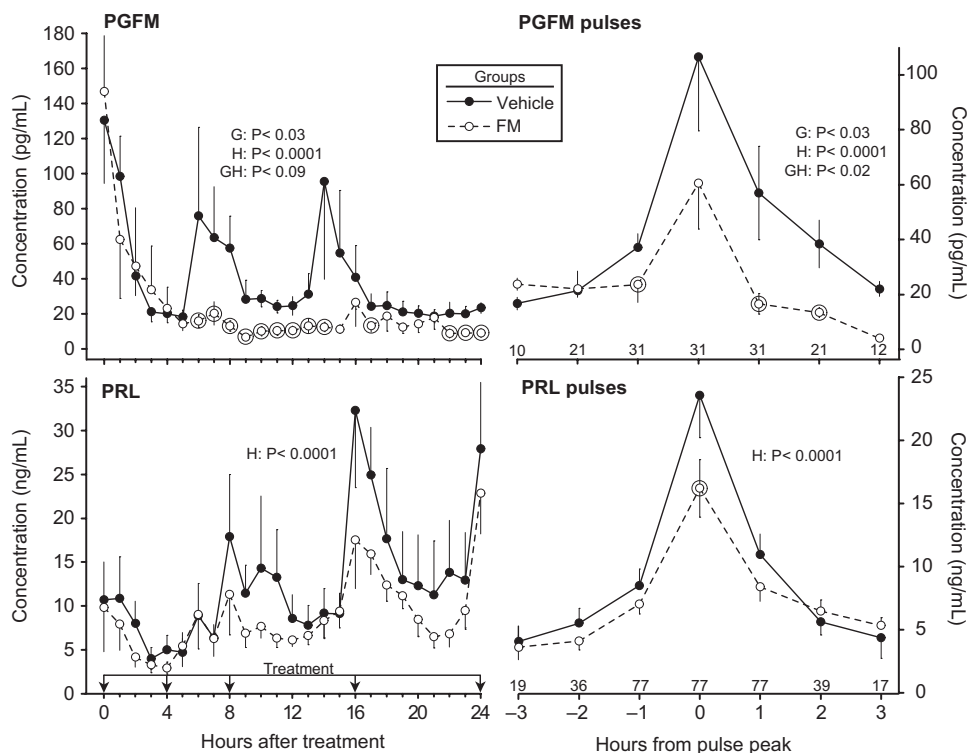 PGFM
PGFM pulses
180
160
140
120
100
80
60
40
20
0
Concentration (pg/mL)
G: P< 0.03
H: P< 0.0001
GH: P< 0.09
Groups
Vehicle
FM
G: P< 0.03
H: P< 0.0001
GH: P< 0.02
100
80
60
40
20
0
Concentration (pg/mL)
10 21 31 31 31 21 12
PRL
PRL pulses
35
30
25
20
15
10
5
0
Concentration (ng/mL)
H: P< 0.0001
Treatment
0 4 8 12 16 20 24
Hours after treatment
H: P< 0.0001
25
20
15
10
5
0
Concentration (ng/mL)
19 36 77 77 77 39 17
–3 –2 –1 0 1 2 3
Hours from pulse peak